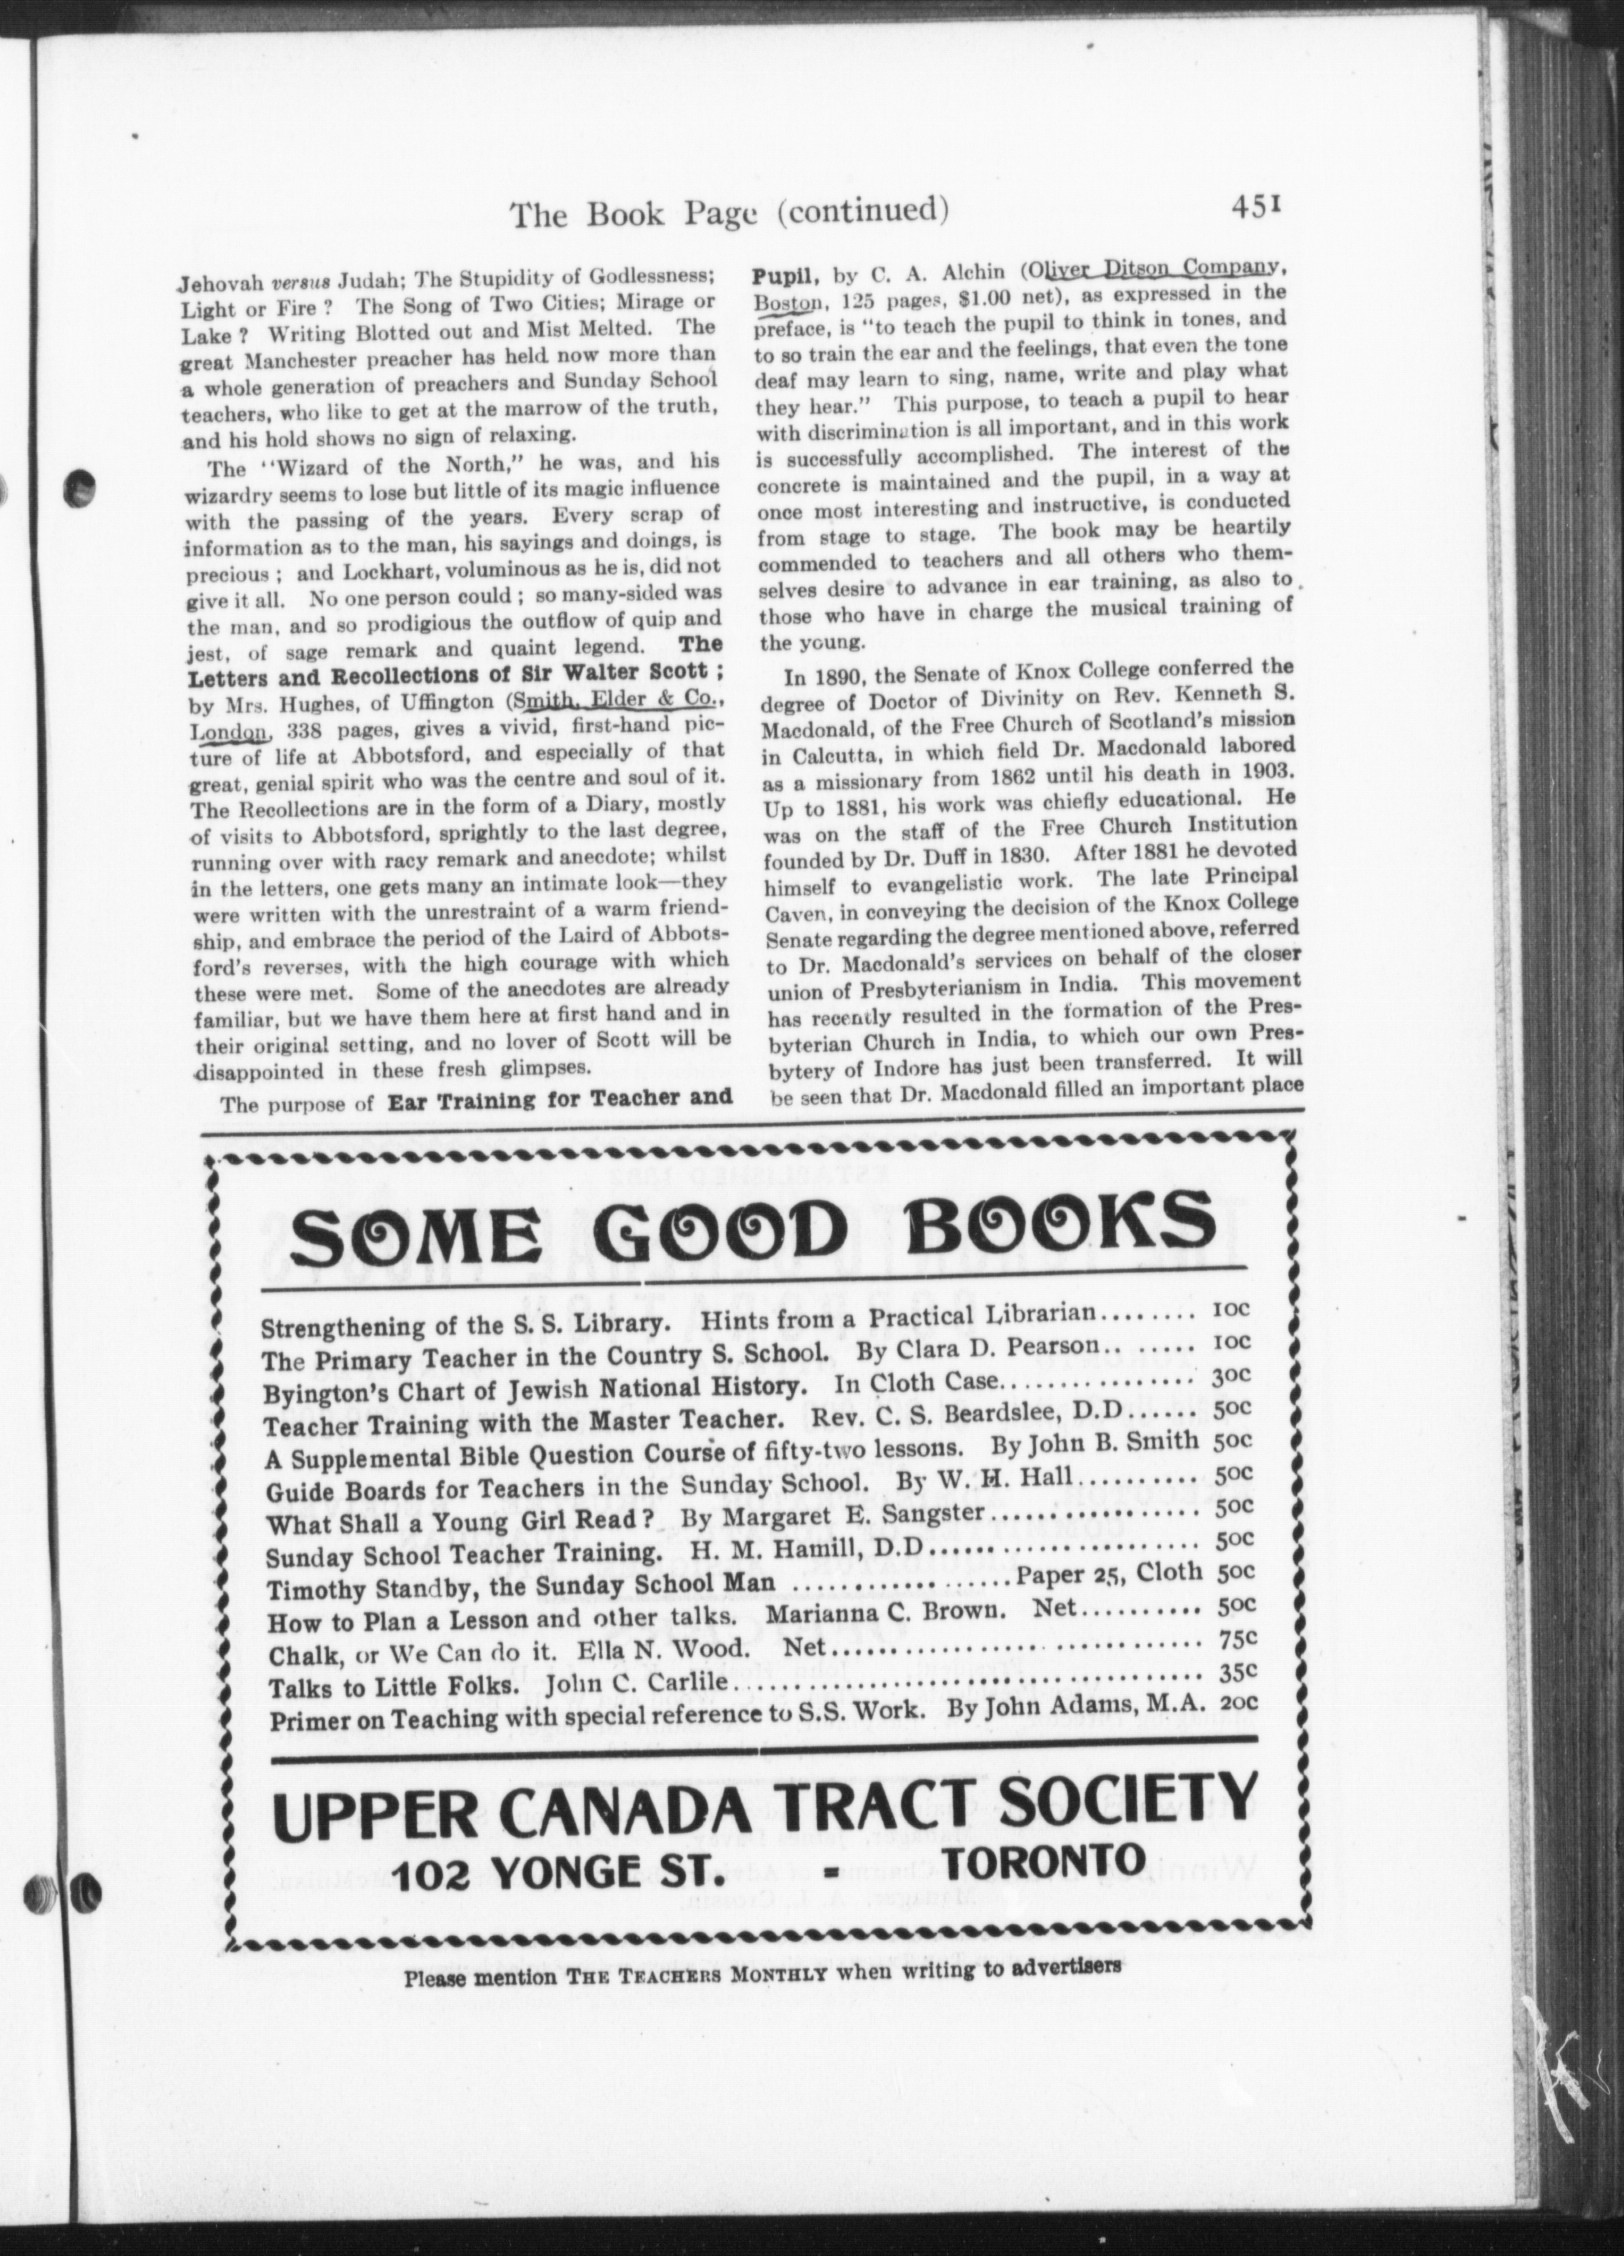 The Book Page (continued)
451
Jehovah versus Judah; The Stupidity of Godlessness;
Light or Fire ? The Song of Two Cities; Mirage or
Lake ? Writing Blotted out and Mist Melted. The
great Manchester preacher has held now more than
a whole generation of preachers and Sunday School
teachers, who like to get at the marrow of the truth,
and his hold shows no sign of relaxing.
The "Wizard of the North," he was, and his
wizardry seems to lose but little of its magic influence
with the passing of the years. Every scrap of
information as to the man, his sayings and doings, is
precious ; and Lockhart, voluminous as he is, did not
give it all. No one person could ; so many-sided was
the man, and so prodigious the outflow of quip and
jest, of sage remark and quaint legend. The
Letters and Recollections of Sir Walter Scott ;
by Mrs. Hughes, of Uffington (Smith, Elder & Co.,
London, 338 pages, gives a vivid, first-hand pic-
ture of life at Abbotsford, and especially of that
great, genial spirit who was the centre and soul of it.
The Recollections are in the form of a Diary, mostly
of visits to Abbotsford, sprightly to the last degree,
running over with racy remark and anecdote; whilst
in the letters, one gets many an intimate look—they
were written with the unrestraint of a warm friend-
ship, and embrace the period of the Laird of Abbots-
ford's reverses, with the high courage with which
these were met. Some of the anecdotes are already
familiar, but we have them here at first hand and in
their original setting, and no lover of Scott will be
disappointed in these fresh glimpses.
The purpose of Ear Training for Teacher and
Pupil, by C. A. Alchin (Oliver Ditson Company,
Boston, 125 pages, $1.00 net), as expressed in the
preface, is "to teach the pupil to think in tones, and
to so train the ear and the feelings, that even the tone
deaf may learn to sing, name, write and play what
they hear." This purpose, to teach a pupil to hear
with discrimination is all important, and in this work
is successfully accomplished. The interest of the
concrete is maintained and the pupil, in a way at
once most interesting and instructive, is conducted
from stage to stage. The book may be heartily
commended to teachers and all others who them-
selves desire to advance in ear training, as also to
those who have in charge the musical training of
the young.
In 1890, the Senate of Knox College conferred the
degree of Doctor of Divinity on Rev. Kenneth S.
Macdonald, of the Free Church of Scotland's mission
in Calcutta, in which field Dr. Macdonald labored
as a missionary from 1862 until his death in 1903.
Up to 1881, his work was chiefly educational. He
was on the staff of the Free Church Institution
founded by Dr. Duff in 1830. After 1881 he devoted
himself to evangelistic work. The late Principal
Caven, in conveying the decision of the Knox College
Senate regarding the degree mentioned above, referred
to Dr. Macdonald's services on behalf of the closer
union of Presbyterianism in India. This movement
has recently resulted in the formation of the Pres-
byterian Church in India, to which our own Pres-
bytery of Indore has just been transferred. It will
be seen that Dr. Macdonald filled an important place
SOME GOOD BOOKS
Strengthening of the S. S. Library. Hints from a Practical Librarian........ 10c
The Primary Teacher in the Country S. School. By Clara D. Pearson.. ..... 10c
Byington's Chart of Jewish National History. In Cloth Case................ 30c
Teacher Training with the Master Teacher. Rev. C. S. Beardslee, D.D...... 50c
A Supplemental Bible Question Course of fifty-two lessons. By John B. Smith 50c
Guide Boards for Teachers in the Sunday School. By W. H. Hall.......... 50c
What Shall a Young Girl Read ? By Margaret E. Sangster.................. 50c
Sunday School Teacher Training. H. M. Hamill, D.D....................... 50c
Timothy Standby, the Sunday School Man ...................Paper 25, Cloth 50c
How to Plan a Lesson and other talks. Marianna C. Brown. Net.......... 50c
Chalk, or We Can do it. Ella N. Wood. Net.............................. 75c
Talks to Little Folks. John C. Carlile...................................... 35c
Primer on Teaching with special reference to S.S. Work. By John Adams, M.A. 20c
UPPER CANADA TRACT SOCIETY
102 YONGE ST. - TORONTO
Please mention THE TEACHERS MONTHLY when writing to advertisers